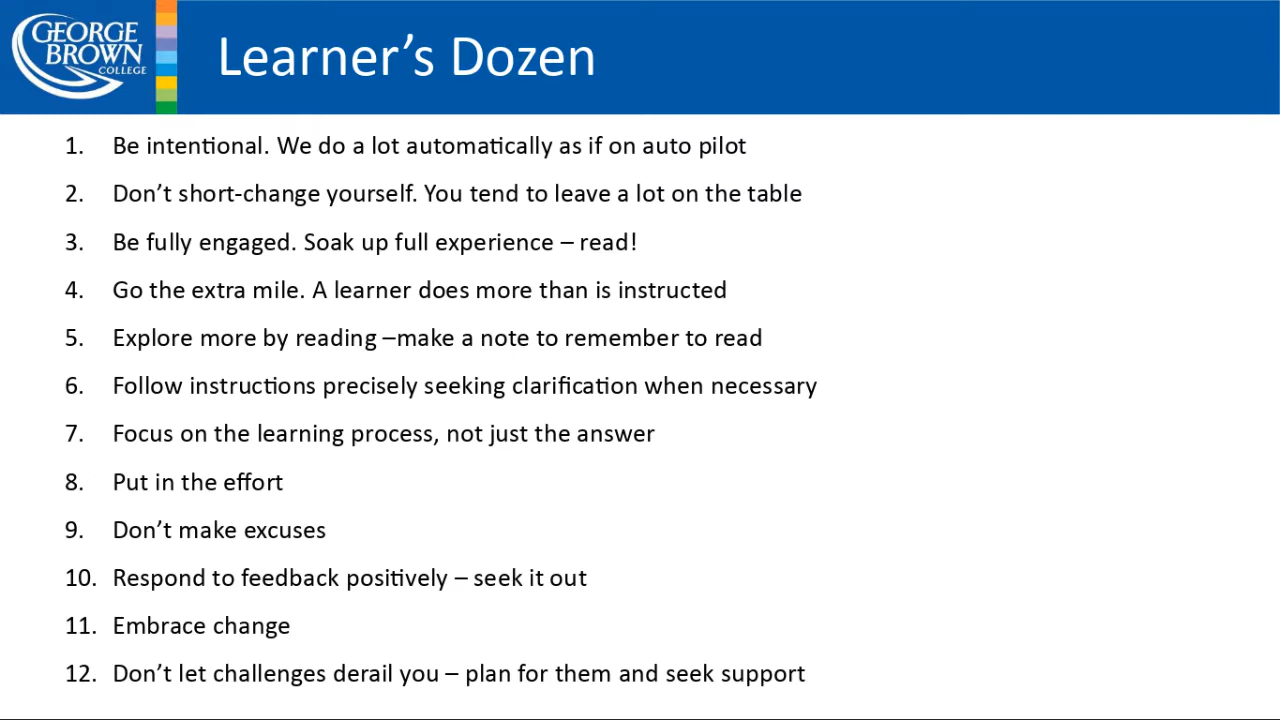 GEORGE
BROWN
COLLEGE
Learner’s Dozen
1. Be intentional. We do a lot automatically as if on auto pilot
2. Don’t short-change yourself. You tend to leave a lot on the table
3. Be fully engaged. Soak up full experience – read!
4. Go the extra mile. A learner does more than is instructed
5. Explore more by reading –make a note to remember to read
6. Follow instructions precisely seeking clarification when necessary
7. Focus on the learning process, not just the answer
8. Put in the effort
9. Don’t make excuses
10. Respond to feedback positively – seek it out
11. Embrace change
12. Don’t let challenges derail you – plan for them and seek support